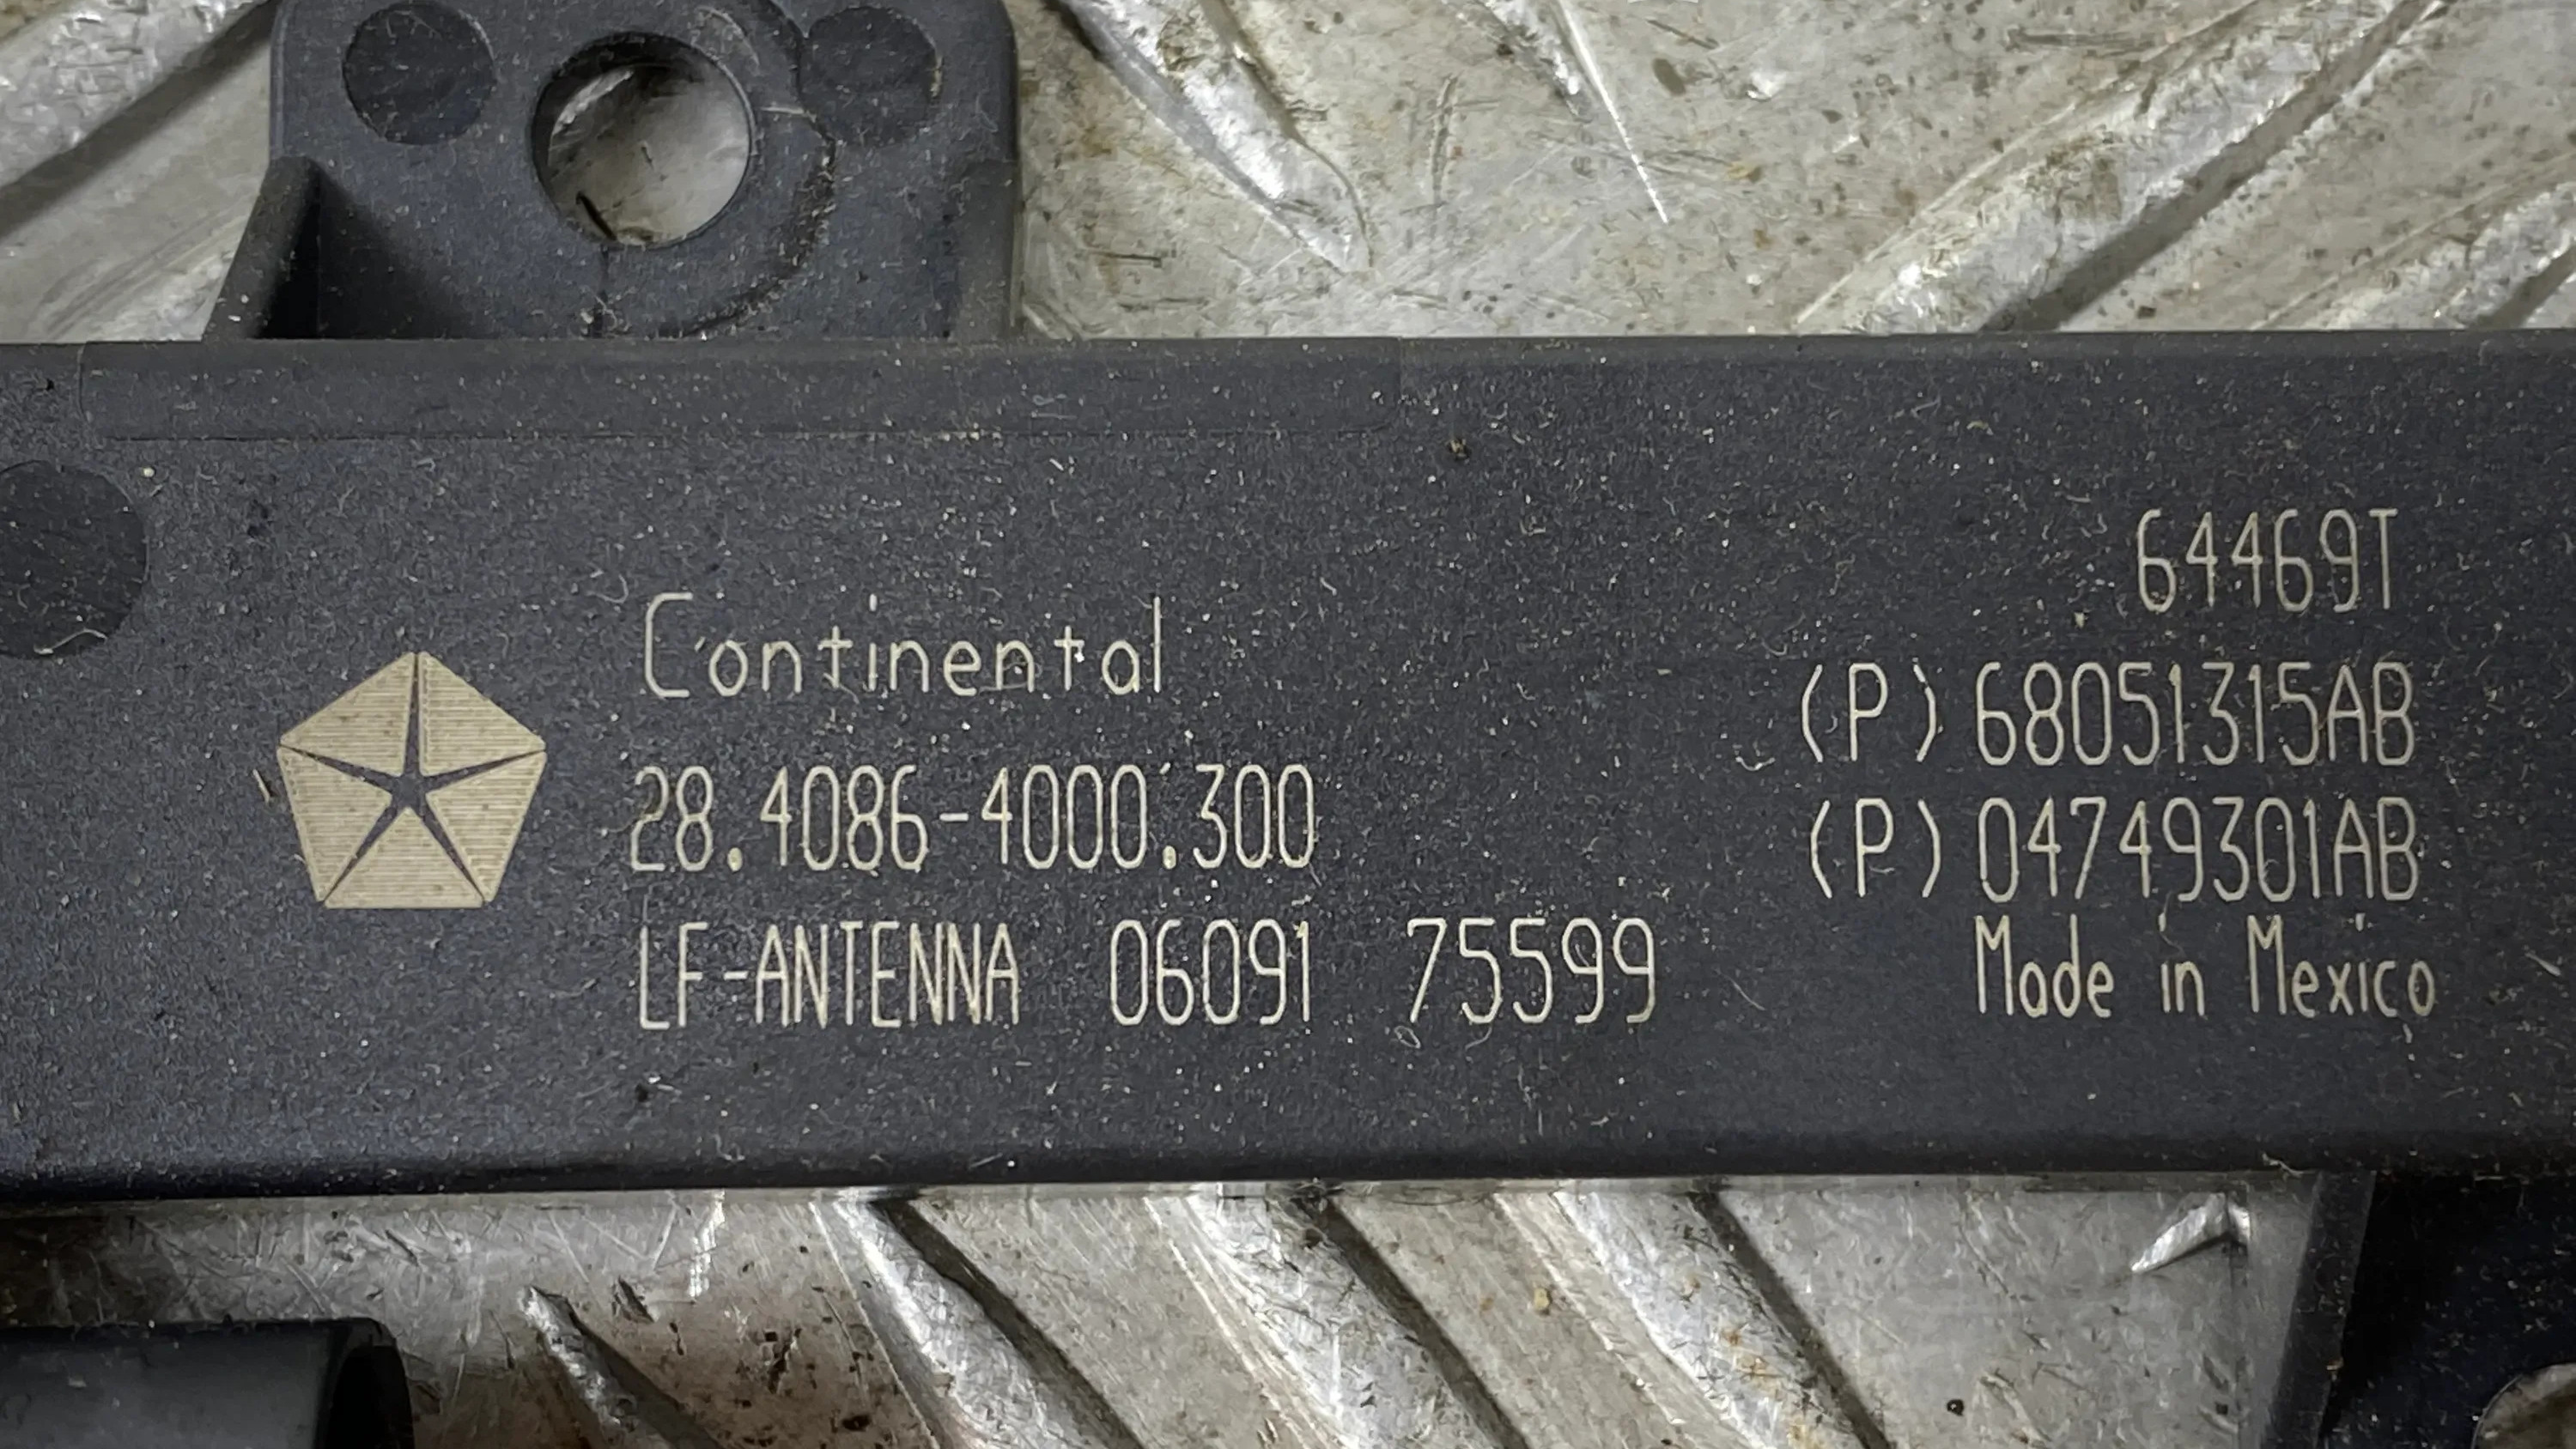 Continental
28.4086-4000.300
LF-ANTENNA 06091 75599
64469T
(P) 68051315AB
(P) 04749301AB
Made in Mexico